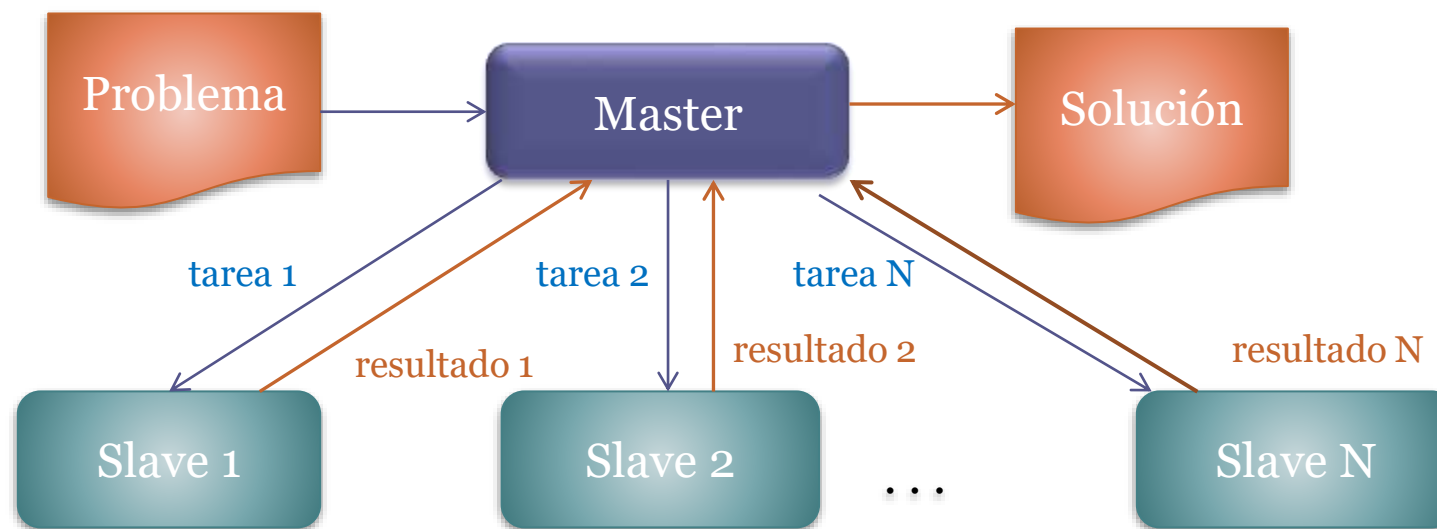 Problema
Master
Solución
tarea 1
tarea 2
tarea N
resultado 1
resultado 2
resultado N
Slave 1
Slave 2
...
Slave N